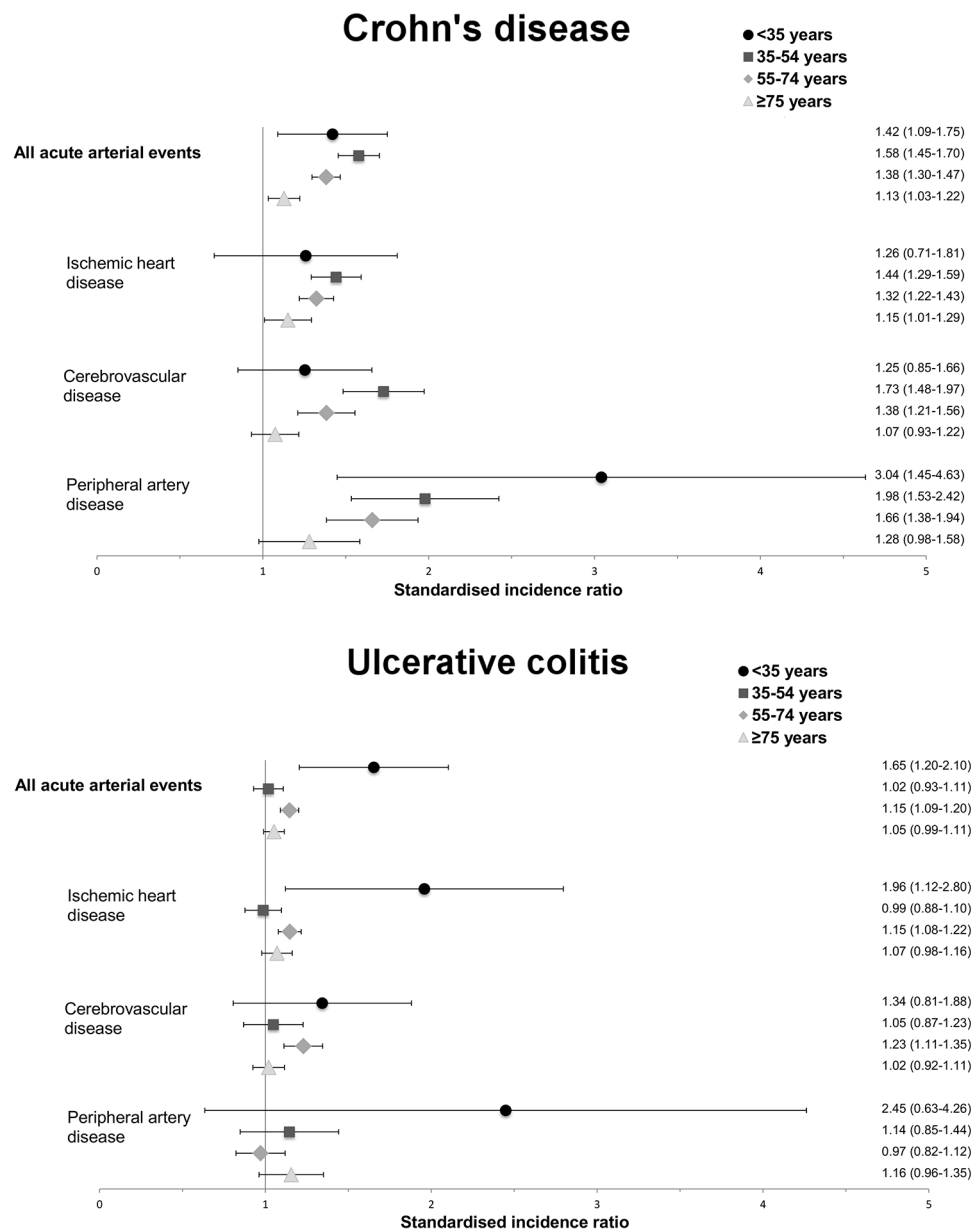 Crohn's disease
<35 years
35-54 years
55-74 years
≥75 years
All acute arterial events
1.42 (1.09-1.75)
1.58 (1.45-1.70)
1.38 (1.30-1.47)
1.13 (1.03-1.22)
Ischemic heart
disease
1.26 (0.71-1.81)
1.44 (1.29-1.59)
1.32 (1.22-1.43)
1.15 (1.01-1.29)
Cerebrovascular
disease
1.25 (0.85-1.66)
1.73 (1.48-1.97)
1.38 (1.21-1.56)
1.07 (0.93-1.22)
Peripheral artery
disease
3.04 (1.45-4.63)
1.98 (1.53-2.42)
1.66 (1.38-1.94)
1.28 (0.98-1.58)
0 1 2 3 4 5
Standardised incidence ratio
Ulcerative colitis
<35 years
35-54 years
55-74 years
≥75 years
All acute arterial events
1.65 (1.20-2.10)
1.02 (0.93-1.11)
1.15 (1.09-1.20)
1.05 (0.99-1.11)
Ischemic heart
disease
1.96 (1.12-2.80)
0.99 (0.88-1.10)
1.15 (1.08-1.22)
1.07 (0.98-1.16)
Cerebrovascular
disease
1.34 (0.81-1.88)
1.05 (0.87-1.23)
1.23 (1.11-1.35)
1.02 (0.92-1.11)
Peripheral artery
disease
2.45 (0.63-4.26)
1.14 (0.85-1.44)
0.97 (0.82-1.12)
1.16 (0.96-1.35)
0 1 2 3 4 5
Standardised incidence ratio